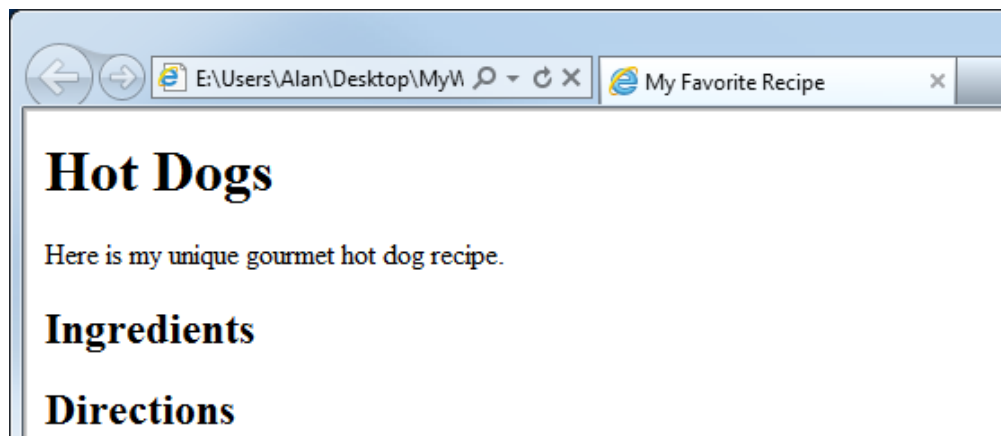 E:\Users\Alan\Desktop\MyW
My Favorite Recipe
Hot Dogs
Here is my unique gourmet hot dog recipe.
Ingredients
Directions